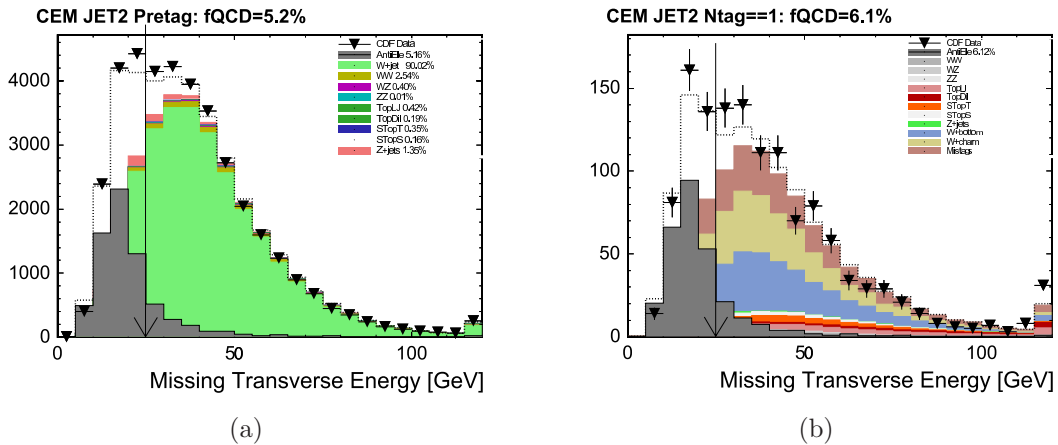 CEM JET2 Pretag: fQCD=5.2%
CDF Data
AntiEle 5.16%
W+jet 90.02%
WW 2.54%
WZ 0.40%
ZZ 0.01%
TopLJ 0.42%
TopDil 0.19%
STopT 0.35%
STopS 0.16%
Z+jets 1.35%
4000
3000
2000
1000
0
0
50
100
Missing Transverse Energy [GeV]
(a)
CEM JET2 Ntag==1: fQCD=6.1%
CDF Data
AntiEle 6.12%
WW
WZ
ZZ
TopLJ
TopDil
STopT
STopS
Z+jets
W+bottom
W+charm
Mistags
150
100
50
0
0
50
100
Missing Transverse Energy [GeV]
(b)